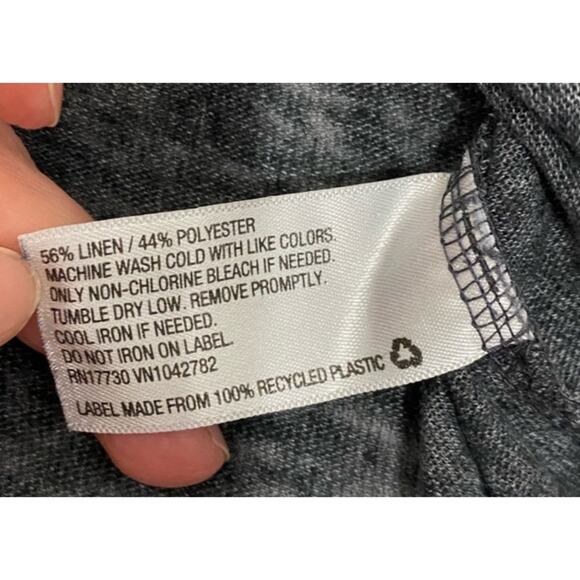 56% LINEN / 44% POLYESTER
MACHINE WASH COLD WITH LIKE COLORS.
ONLY NON-CHLORINE BLEACH IF NEEDED.
TUMBLE DRY LOW. REMOVE PROMPTLY.
COOL IRON IF NEEDED.
DO NOT IRON ON LABEL.
RN17730 VN1042782
LABEL MADE FROM 100% RECYCLED PLASTIC